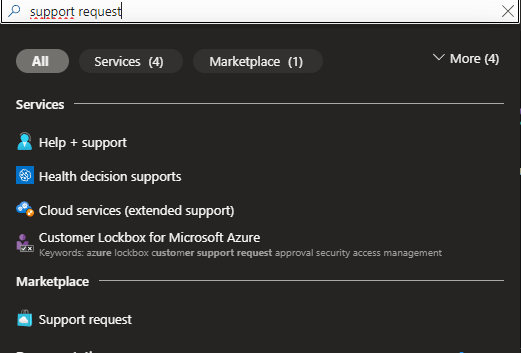 support request
All
Services (4)
Marketplace (1)
More (4)
Services
Help + support
Health decision supports
Cloud services (extended support)
Customer Lockbox for Microsoft Azure
Keywords: azure lockbox customer support request approval security access management
Marketplace
Support request